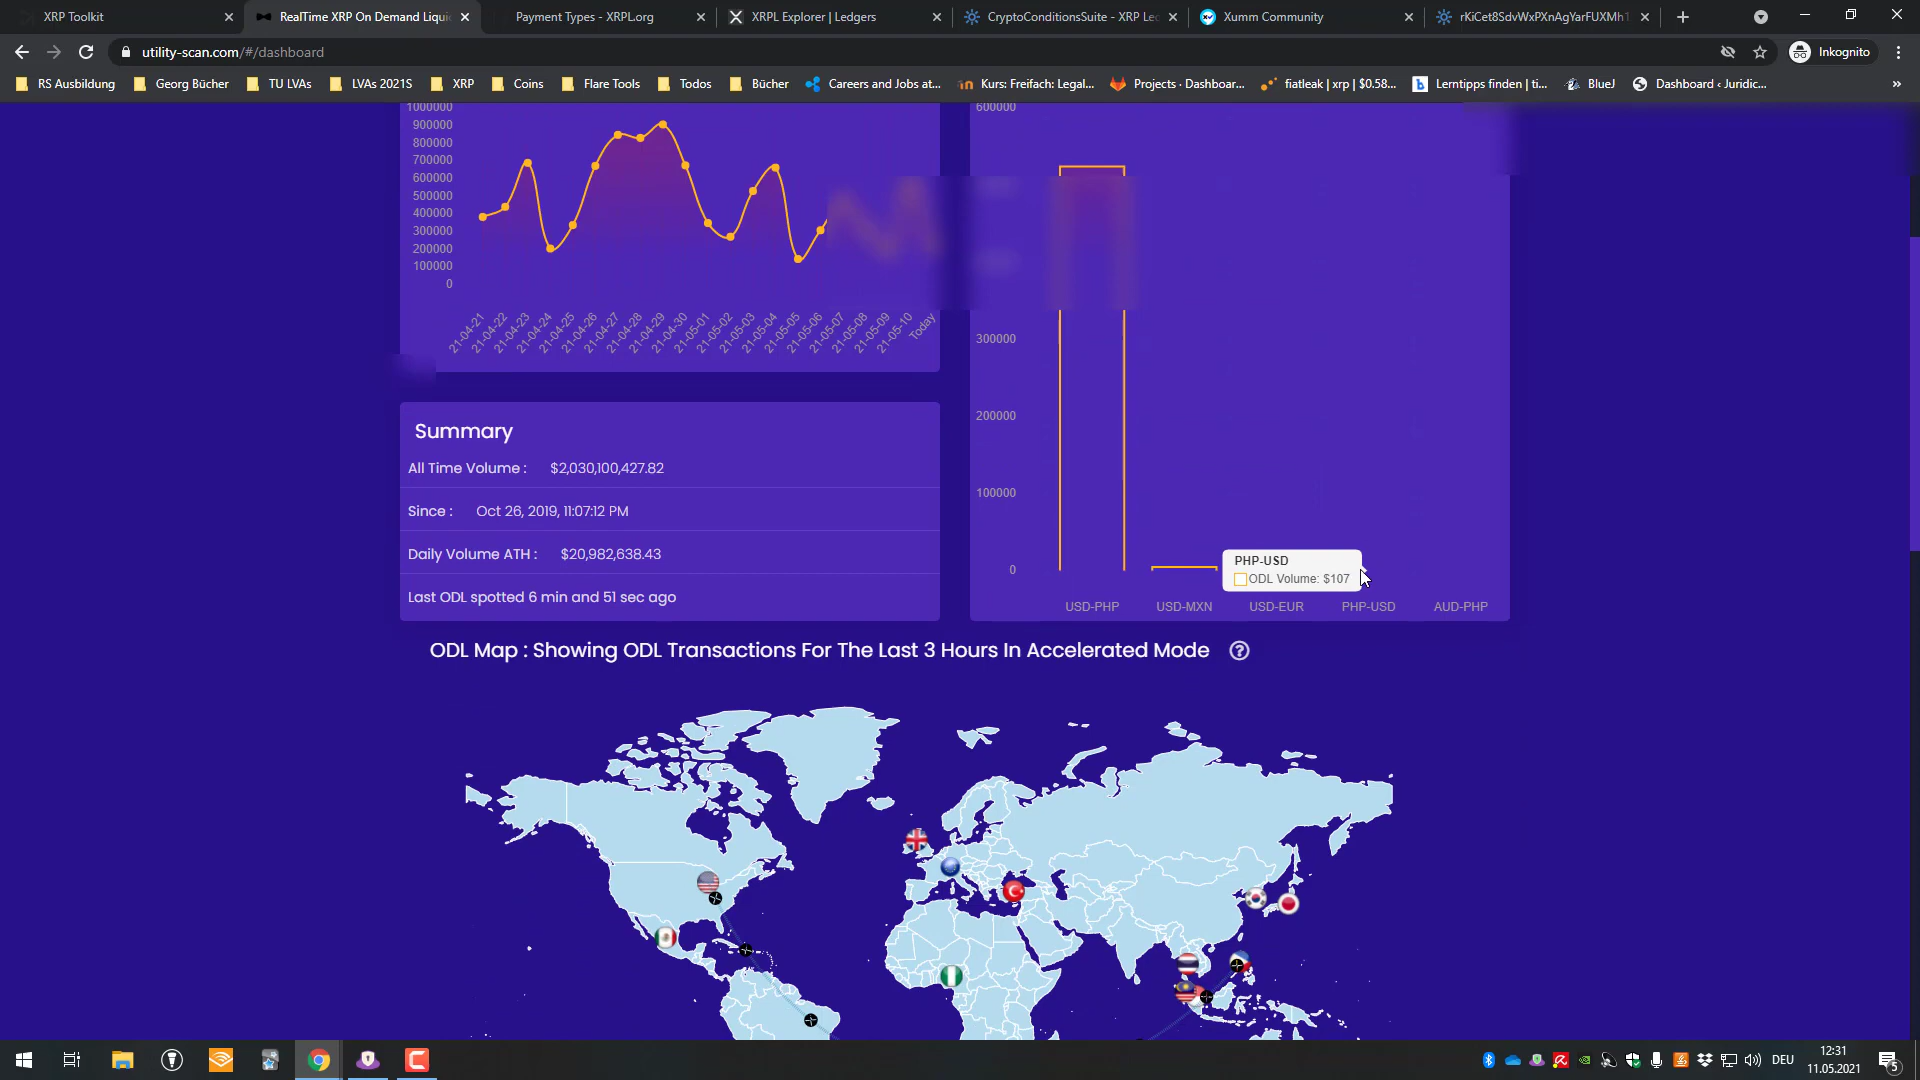 XRP Toolkit
RealTime XRP On Demand Liqui
Payment Types - XRPL.org
XRPL Explorer | Ledgers
CryptoConditionsSuite - XRP Le
Xumm Community
rKiCet8SdvWxPXnAgYarFUXMh1
utility-scan.com/#/dashboard
Inkognito
RS Ausbildung
Georg Bücher
TU LVAs
LVAs 2021S
XRP
Coins
Flare Tools
Todos
Bücher
Careers and Jobs at...
Kurs: Freifach: Legal...
Projects · Dashboar...
fiatleak | xrp | $0.58...
Lerntipps finden | ti...
BlueJ
Dashboard ‹ Juridic...
»
1000000
900000
800000
700000
600000
500000
400000
300000
200000
100000
0
21-04-21
21-04-22
21-04-23
21-04-24
21-04-25
21-04-26
21-04-27
21-04-28
21-04-29
21-04-30
21-05-01
21-05-02
21-05-03
21-05-04
21-05-05
21-05-06
21-05-07
21-05-08
21-05-09
21-05-10
Today
600000
300000
200000
100000
0
PHP-USD
ODL Volume: $107
USD-PHP
USD-MXN
USD-EUR
PHP-USD
AUD-PHP
Summary
All Time Volume : $2,030,100,427.82
Since : Oct 26, 2019, 11:07:12 PM
Daily Volume ATH : $20,982,638.43
Last ODL spotted 6 min and 51 sec ago
ODL Map : Showing ODL Transactions For The Last 3 Hours In Accelerated Mode
DEU
12:31
11.05.2021
5